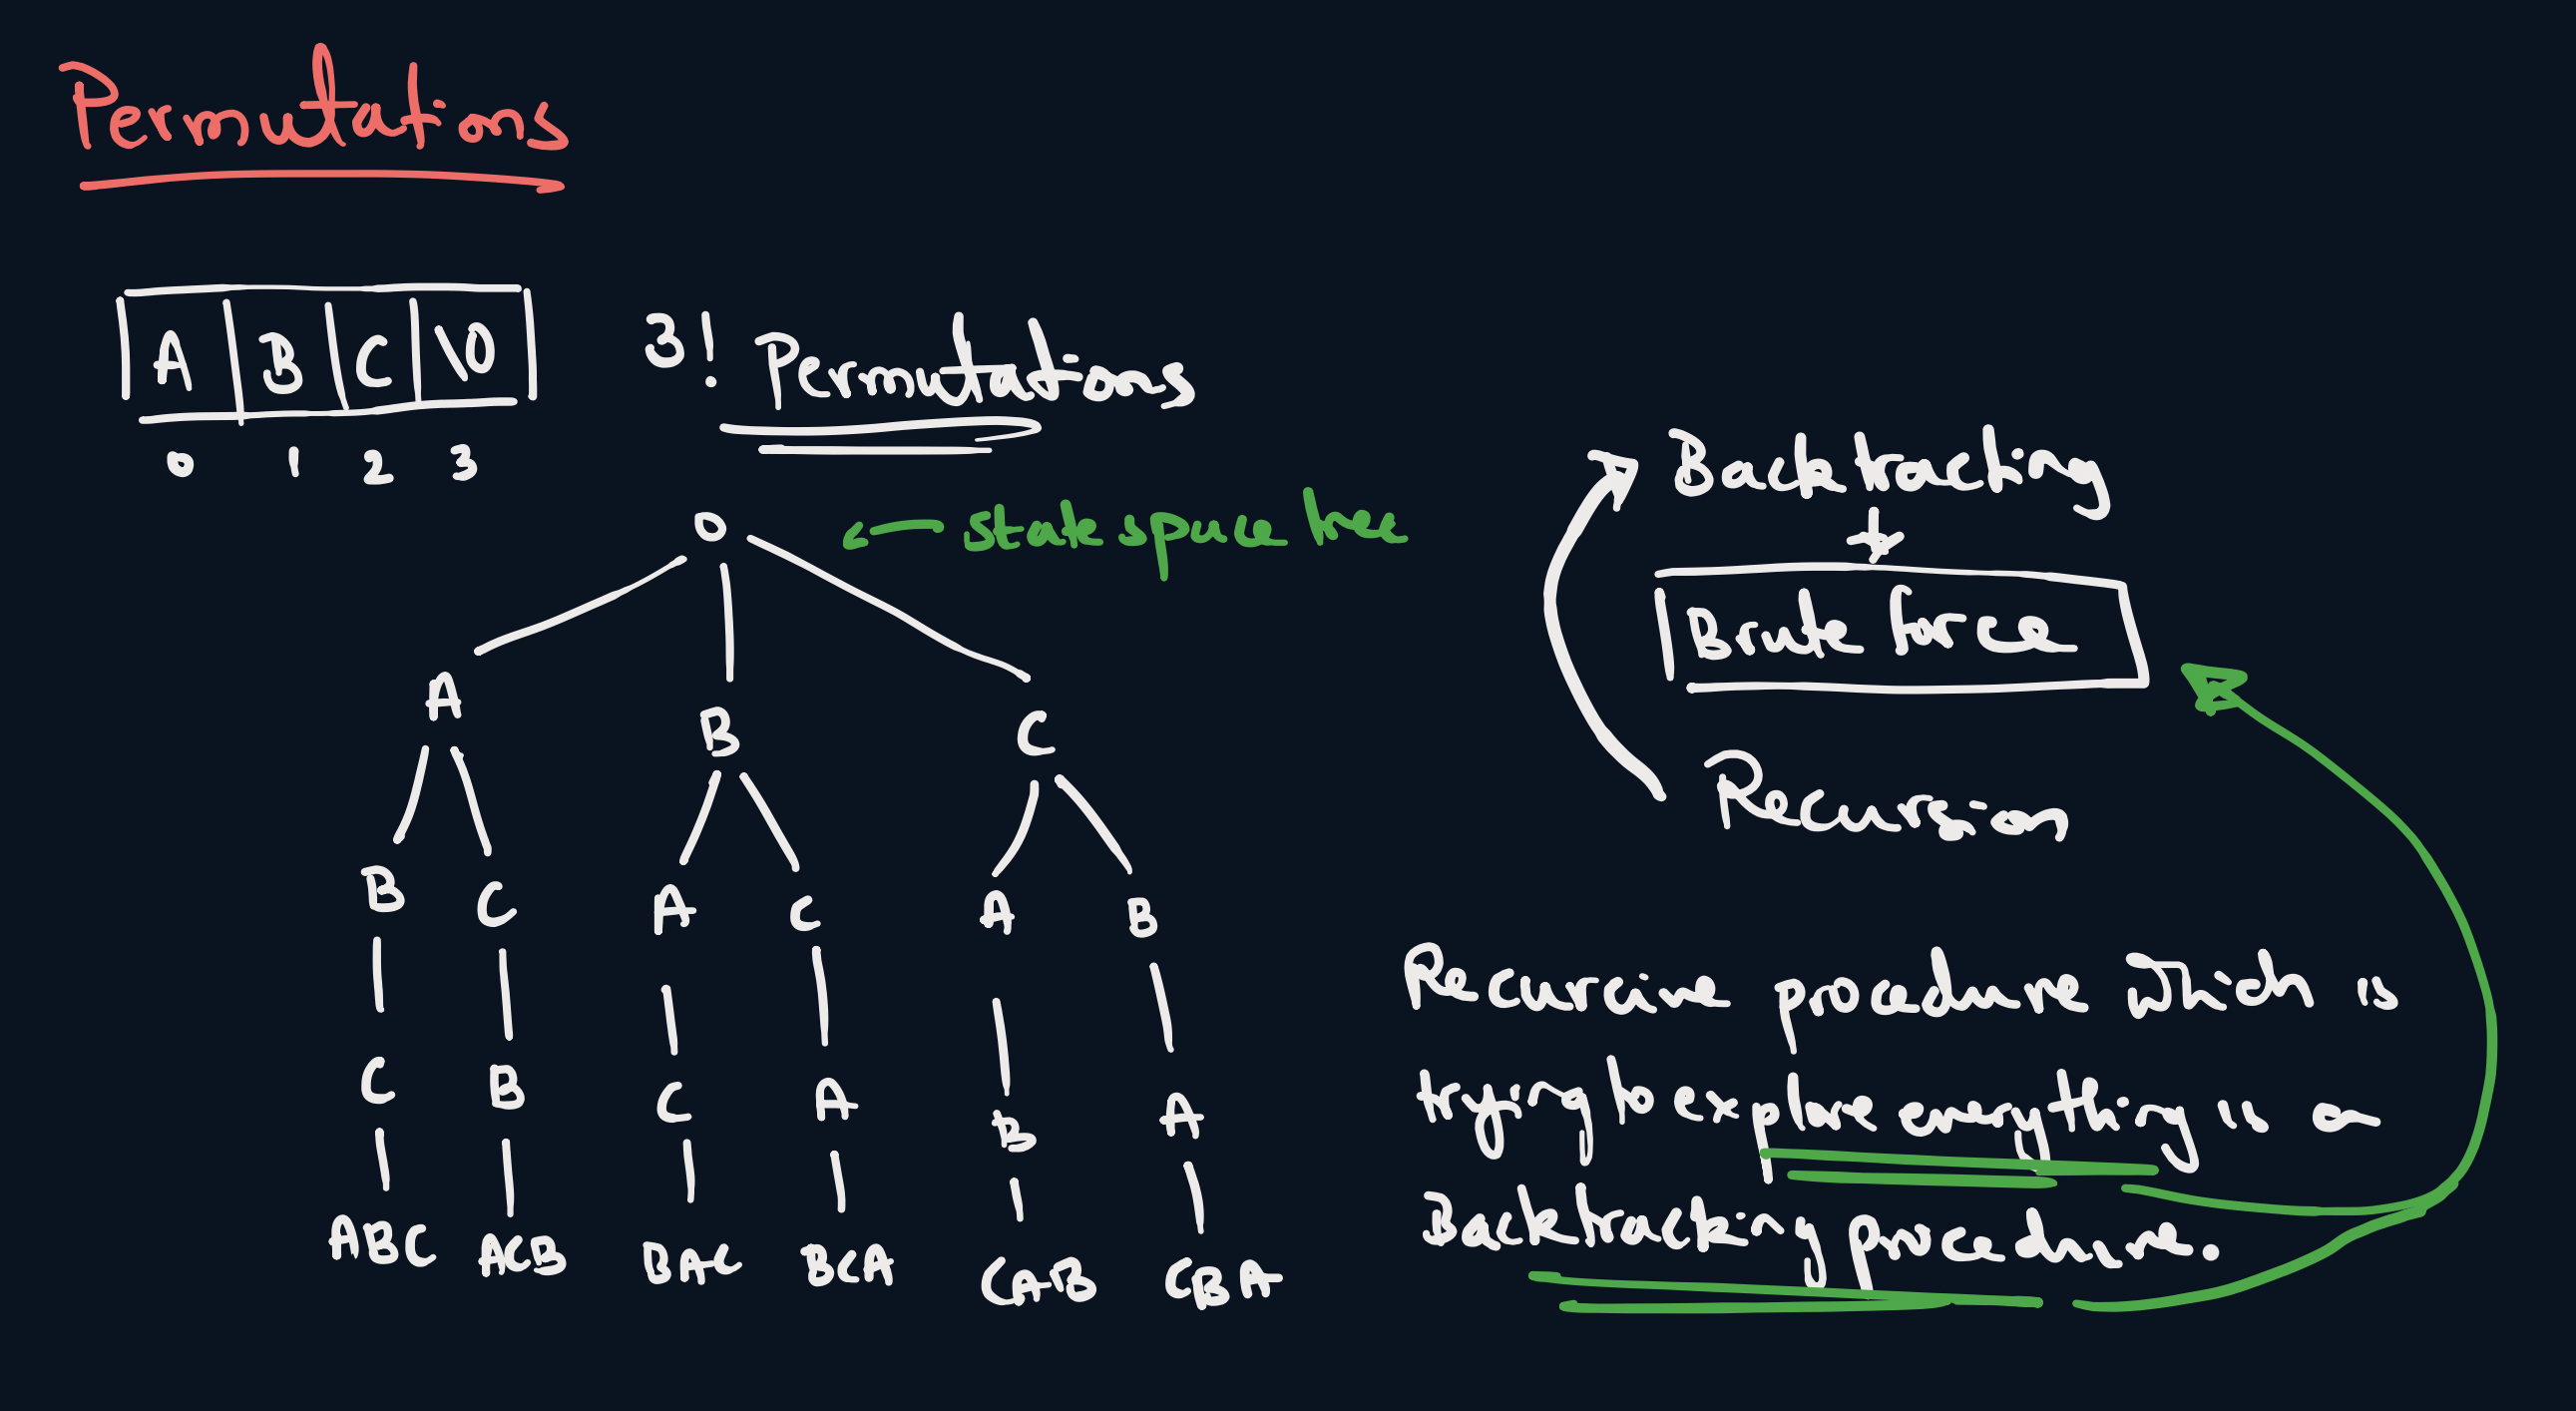 Permutations
A B C \0
0 1 2 3
3! Permutations
0 ← state space tree
A B C
B C A C A B
C B C A B A
ABC ACB BAC BCA CAB CBA
Backtracking
Brute force
Recursion
Recursive procedure which is
trying to explore everything is a
Backtracking procedure.